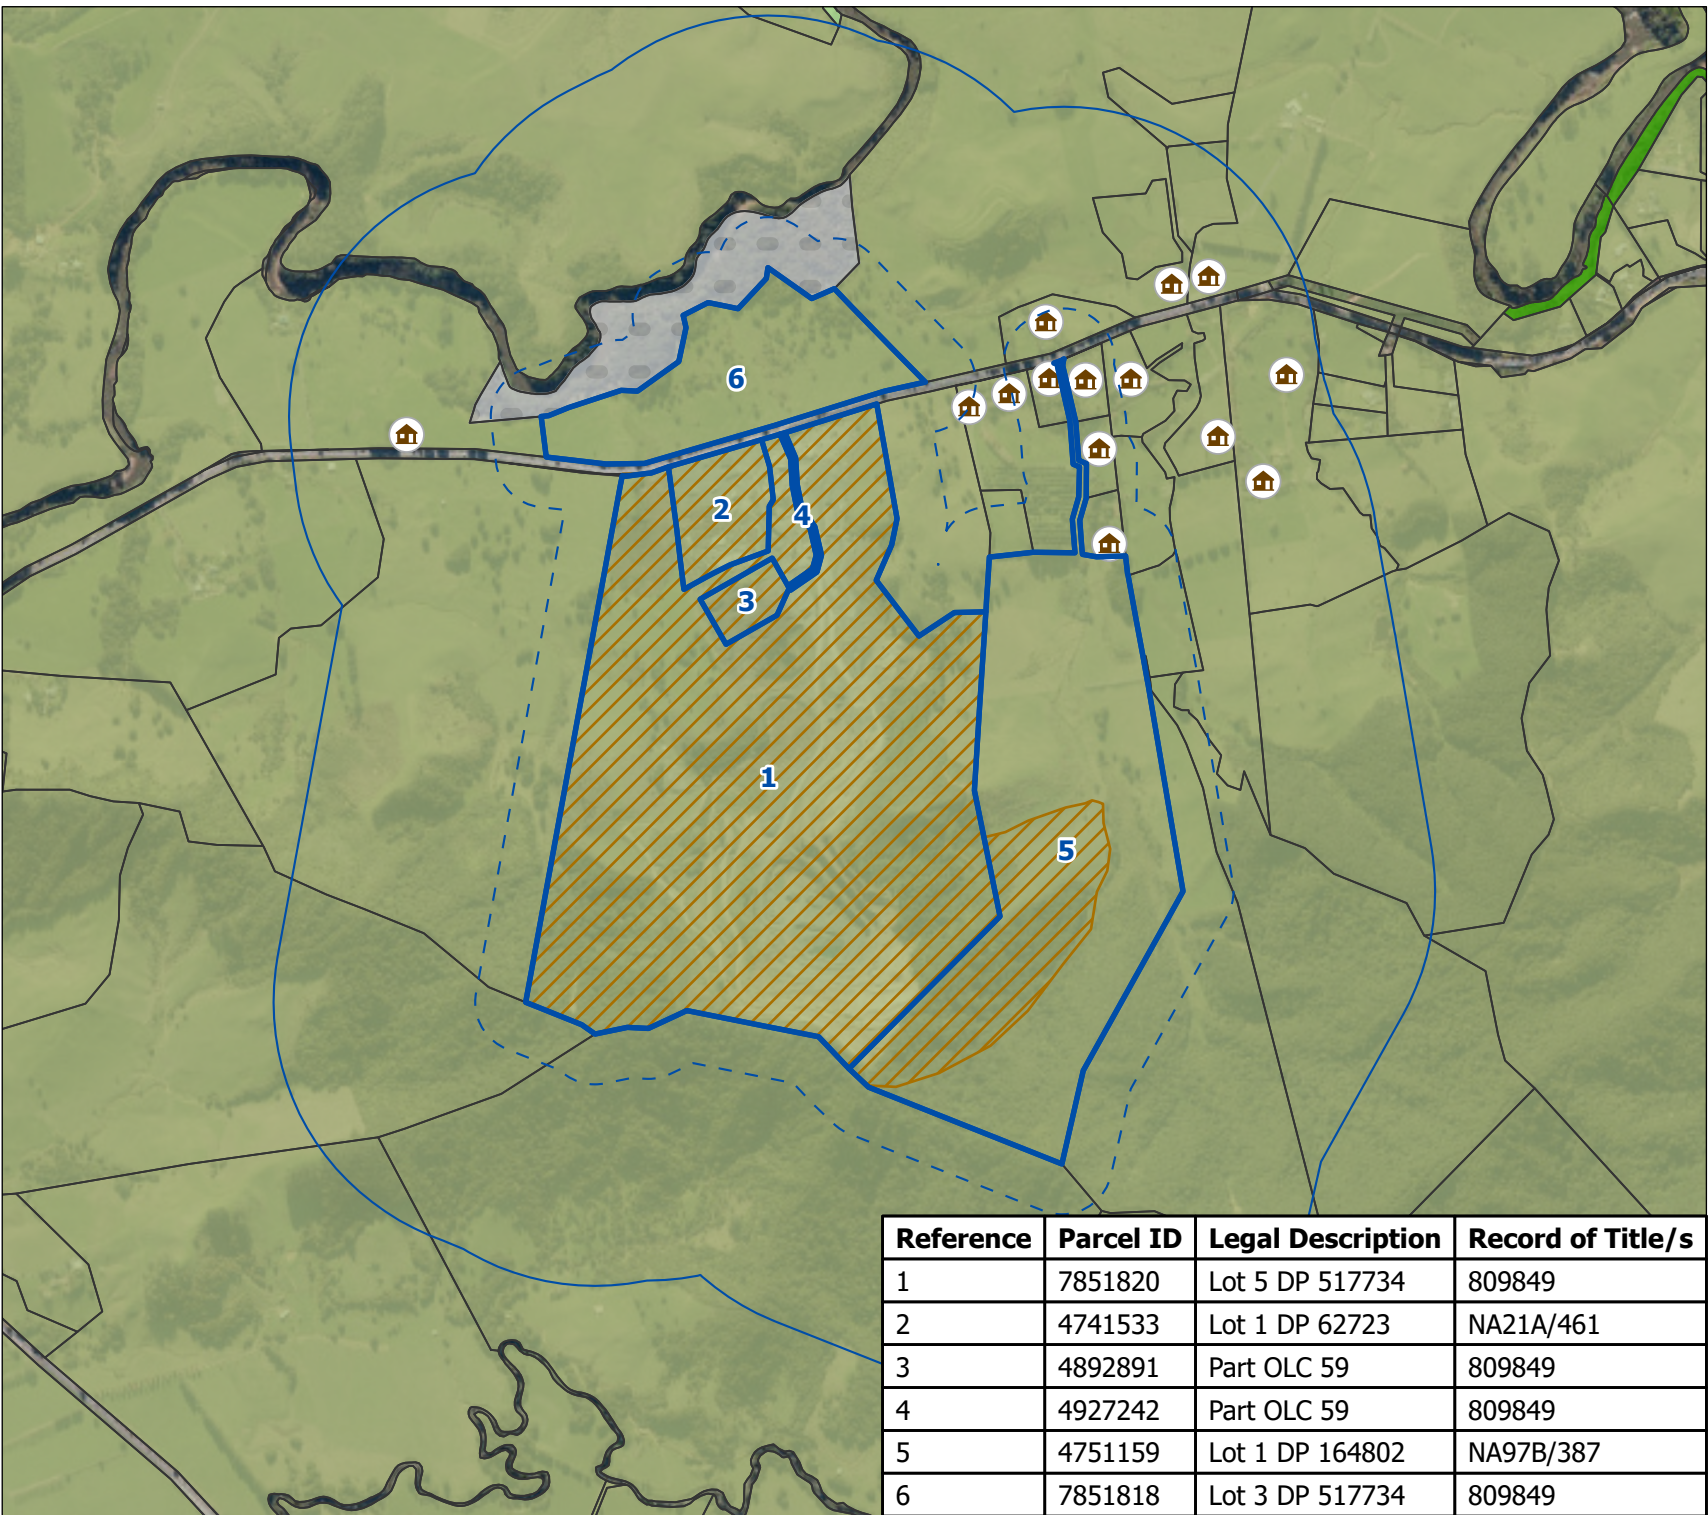 6
2
4
3
1
5
Reference Parcel ID Legal Description Record of Title/s
1 7851820 Lot 5 DP 517734 809849
2 4741533 Lot 1 DP 62723 NA21A/461
3 4892891 Part OLC 59 809849
4 4927242 Part OLC 59 809849
5 4751159 Lot 1 DP 164802 NA97B/387
6 7851818 Lot 3 DP 517734 809849